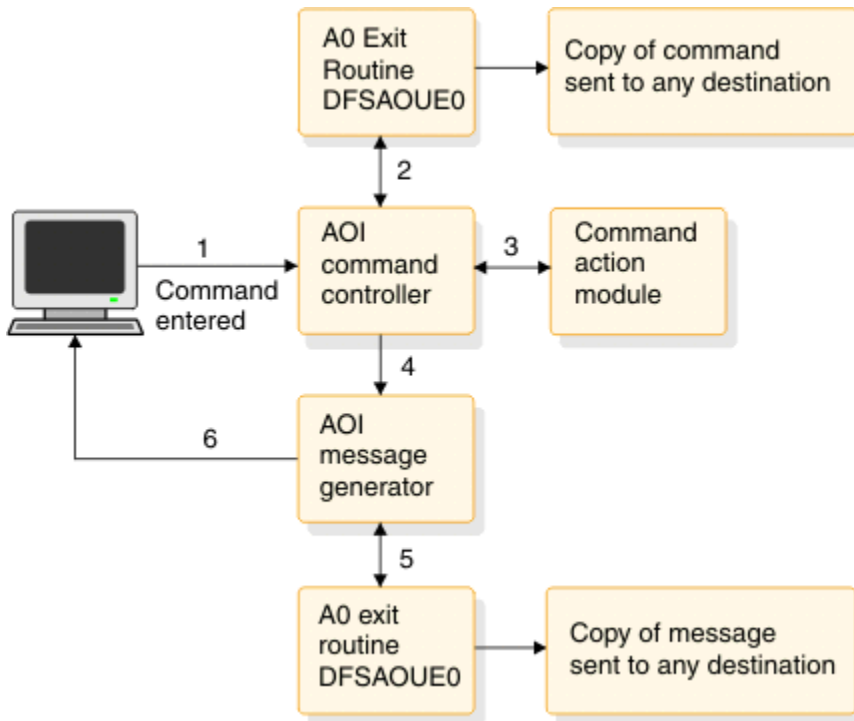 A0 Exit
Routine
DFSAOUE0
Copy of command
sent to any destination
2
1
Command
entered
AOI
command
controller
3
Command
action
module
4
6
AOI
message
generator
5
A0 exit
routine
DFSAOUE0
Copy of message
sent to any destination